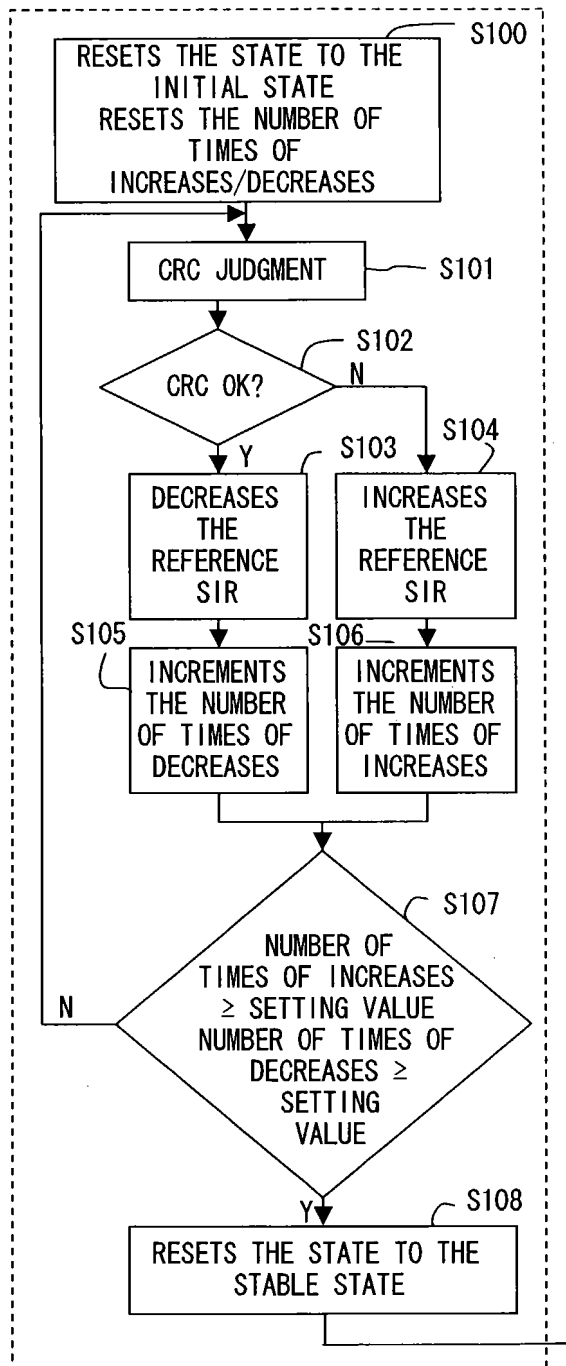 S100
RESETS THE STATE TO THE
INITIAL STATE
RESETS THE NUMBER OF
TIMES OF
INCREASES/DECREASES
CRC JUDGMENT
S101
S102
CRC OK?
N
Y
S103
S104
DECREASES
THE
REFERENCE
SIR
INCREASES
THE
REFERENCE
SIR
S105
S106
INCREMENTS
THE NUMBER
OF TIMES OF
DECREASES
INCREMENTS
THE NUMBER
OF TIMES OF
INCREASES
S107
NUMBER OF
TIMES OF INCREASES
≥ SETTING VALUE
NUMBER OF TIMES OF
DECREASES ≥
SETTING
VALUE
N
Y
S108
RESETS THE STATE TO THE
STABLE STATE